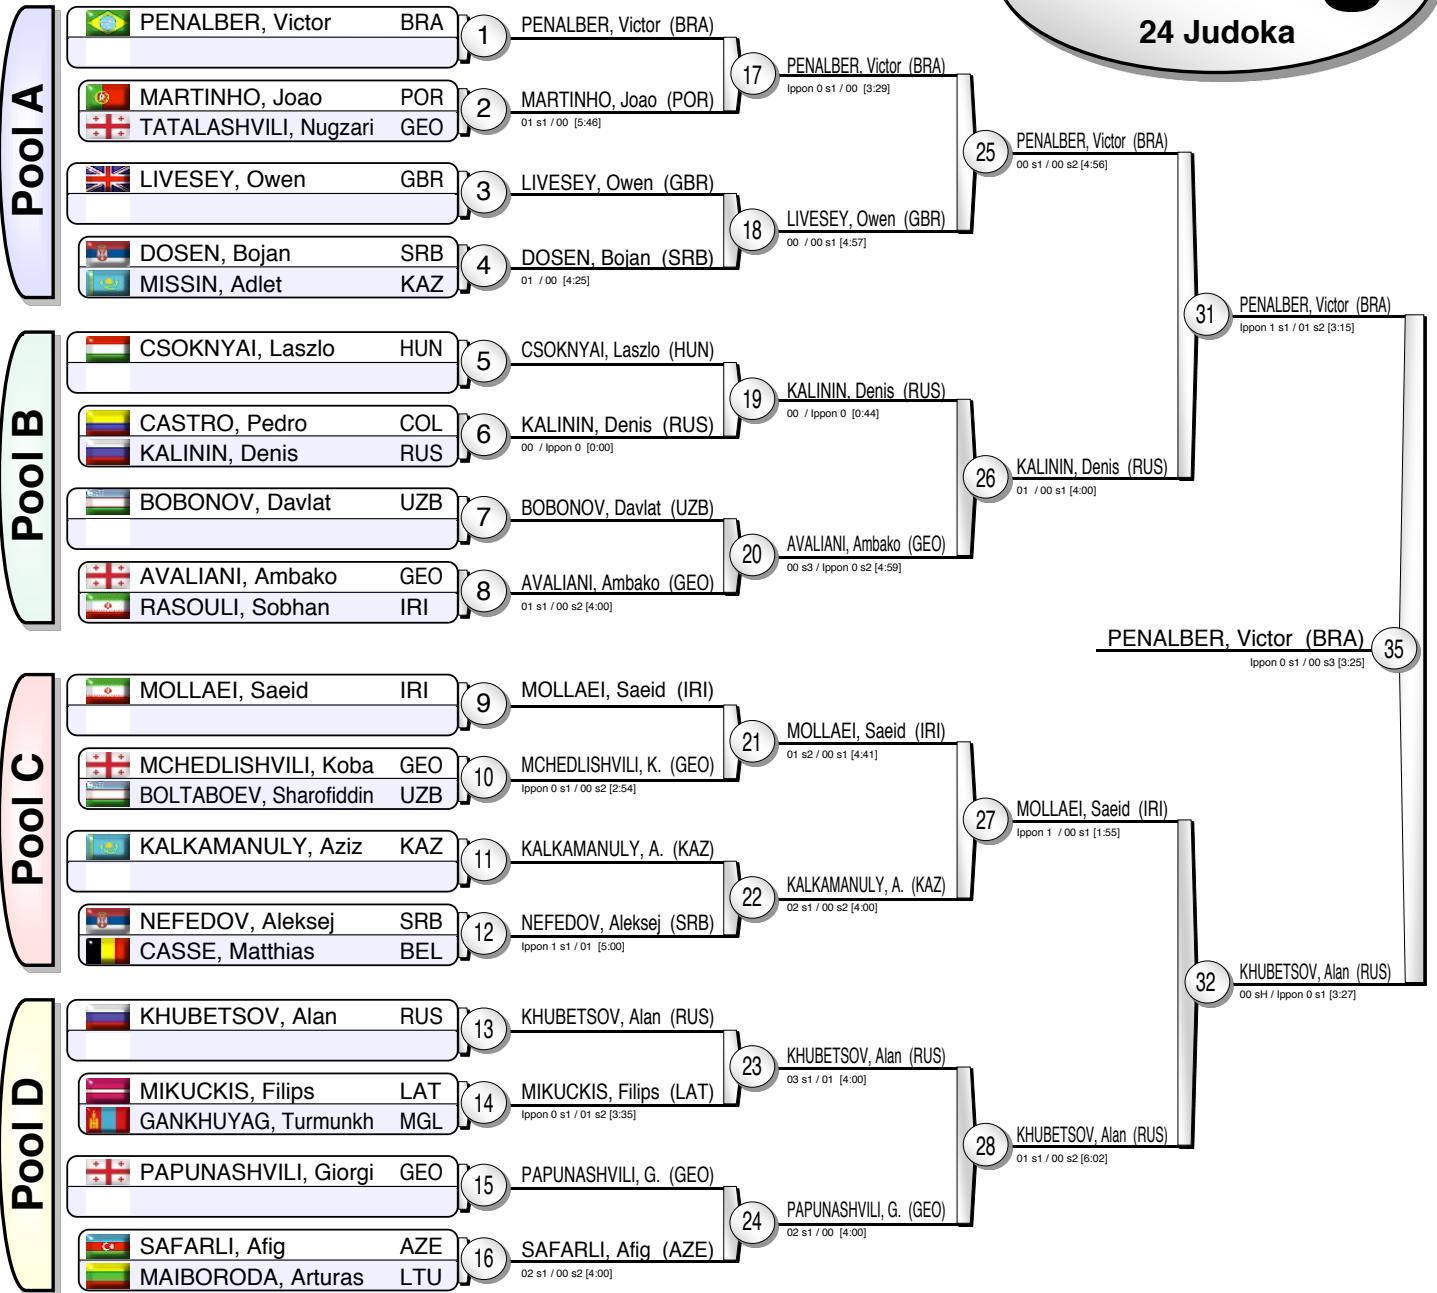 24 Judoka
Pool A
PENALBER, Victor BRA
1
MARTINHO, Joao POR
TATALASHVILI, Nugzari GEO
2
LIVESEY, Owen GBR
3
DOSEN, Bojan SRB
MISSIN, Adlet KAZ
4
Pool B
CSOKNYAI, Laszlo HUN
5
CASTRO, Pedro COL
KALININ, Denis RUS
6
BOBONOV, Davlat UZB
7
AVALIANI, Ambako GEO
RASOULI, Sobhan IRI
8
Pool C
MOLLAEI, Saeid IRI
9
MCHEDLISHVILI, Koba GEO
BOLTABOEV, Sharofiddin UZB
10
KALKAMANULY, Aziz KAZ
11
NEFEDOV, Aleksej SRB
CASSE, Matthias BEL
12
Pool D
KHUBETSOV, Alan RUS
13
MIKUCKIS, Filips LAT
GANKHUYAG, Turmunkh MGL
14
PAPUNASHVILI, Giorgi GEO
15
SAFARLI, Afig AZE
MAIBORODA, Arturas LTU
16
PENALBER, Victor (BRA)
MARTINHO, Joao (POR)
01 s1 / 00 [5:46]
17
LIVESEY, Owen (GBR)
DOSEN, Bojan (SRB)
01 / 00 [4:25]
18
CSOKNYAI, Laszlo (HUN)
KALININ, Denis (RUS)
00 / Ippon 0 [0:00]
19
BOBONOV, Davlat (UZB)
AVALIANI, Ambako (GEO)
01 s1 / 00 s2 [4:00]
20
MOLLAEI, Saeid (IRI)
MCHEDLISHVILI, K. (GEO)
Ippon 0 s1 / 00 s2 [2:54]
21
KALKAMANULY, A. (KAZ)
NEFEDOV, Aleksej (SRB)
Ippon 1 s1 / 01 [5:00]
22
KHUBETSOV, Alan (RUS)
MIKUCKIS, Filips (LAT)
Ippon 0 s1 / 01 s2 [3:35]
23
PAPUNASHVILI, G. (GEO)
SAFARLI, Afig (AZE)
02 s1 / 00 s2 [4:00]
24
PENALBER, Victor (BRA)
Ippon 0 s1 / 00 [3:29]
LIVESEY, Owen (GBR)
00 / 00 s1 [4:57]
25
KALININ, Denis (RUS)
00 / Ippon 0 [0:44]
AVALIANI, Ambako (GEO)
00 s3 / Ippon 0 s2 [4:59]
26
MOLLAEI, Saeid (IRI)
01 s2 / 00 s1 [4:41]
KALKAMANULY, A. (KAZ)
02 s1 / 00 s2 [4:00]
27
KHUBETSOV, Alan (RUS)
03 s1 / 01 [4:00]
PAPUNASHVILI, G. (GEO)
02 s1 / 00 [4:00]
28
PENALBER, Victor (BRA)
00 s1 / 00 s2 [4:56]
KALININ, Denis (RUS)
01 / 00 s1 [4:00]
31
MOLLAEI, Saeid (IRI)
Ippon 1 / 00 s1 [1:55]
KHUBETSOV, Alan (RUS)
01 s1 / 00 s2 [6:02]
32
PENALBER, Victor (BRA)
Ippon 1 s1 / 01 s2 [3:15]
KHUBETSOV, Alan (RUS)
00 sH / Ippon 0 s1 [3:27]
35
PENALBER, Victor (BRA)
Ippon 0 s1 / 00 s3 [3:25]